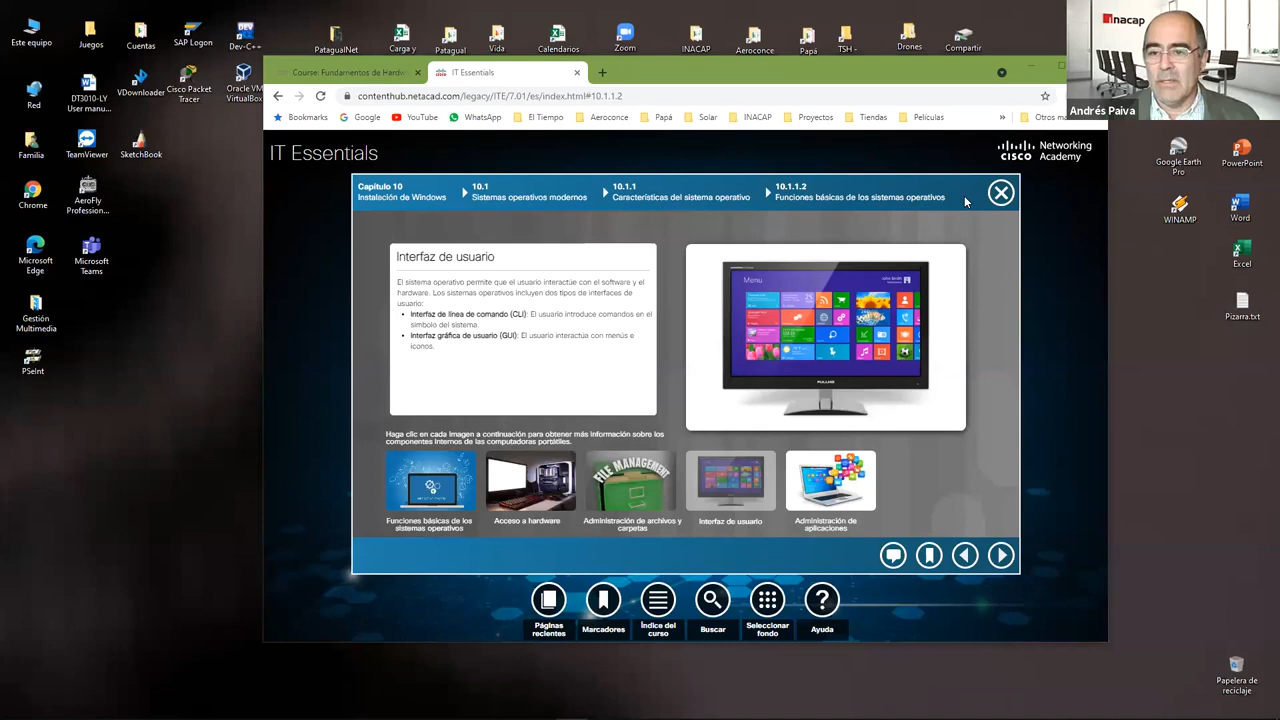 Este equipo
Juegos
Cuentas
SAP Logon
Dev-C++
PatagualNet
Carga y
Patagual
Vida
Calendarios
Zoom
INACAP
Aeroconce
Papá
TSH -
Drones
Compartir
Inacap
Andrés Paiva
Red
DT3010-LY
User manu...
VDownloader
Cisco Packet
Tracer
Oracle VM
VirtualBox
Familia
TeamViewer
SketchBook
Chrome
AeroFly
Profession...
Microsoft
Edge
Microsoft
Teams
Gestión
Multimedia
PSeInt
Course: Fundamentos de Hardw
IT Essentials
contenthub.netacad.com/legacy/ITE/7.01/es/index.html#10.1.1.2
Bookmarks
Google
YouTube
WhatsApp
El Tiempo
Aeroconce
Papá
Solar
INACAP
Proyectos
Tiendas
Películas
»
Otros ma
IT Essentials
CISCO
Networking
Academy
Capítulo 10
Instalación de Windows
10.1
Sistemas operativos modernos
10.1.1
Características del sistema operativo
10.1.1.2
Funciones básicas de los sistemas operativos
Interfaz de usuario
El sistema operativo permite que el usuario interactúe con el software y el
hardware. Los sistemas operativos incluyen dos tipos de interfaces de
usuario:
• Interfaz de línea de comando (CLI): El usuario introduce comandos en el
símbolo del sistema.
• Interfaz gráfica de usuario (GUI): El usuario interactúa con menús e
iconos.
Menu
FULLHD
Haga clic en cada imagen a continuación para obtener más información sobre los
componentes internos de las computadoras portátiles.
FILE MANAGEMENT
Funciones básicas de los
sistemas operativos
Acceso a hardware
Administración de archivos y
carpetas
Interfaz de usuario
Administración de
aplicaciones
Páginas
recientes
Marcadores
Índice del
curso
Buscar
Seleccionar
fondo
Ayuda
Google Earth
Pro
PowerPoint
WINAMP
Word
Excel
Pizarra.txt
Papelera de
reciclaje